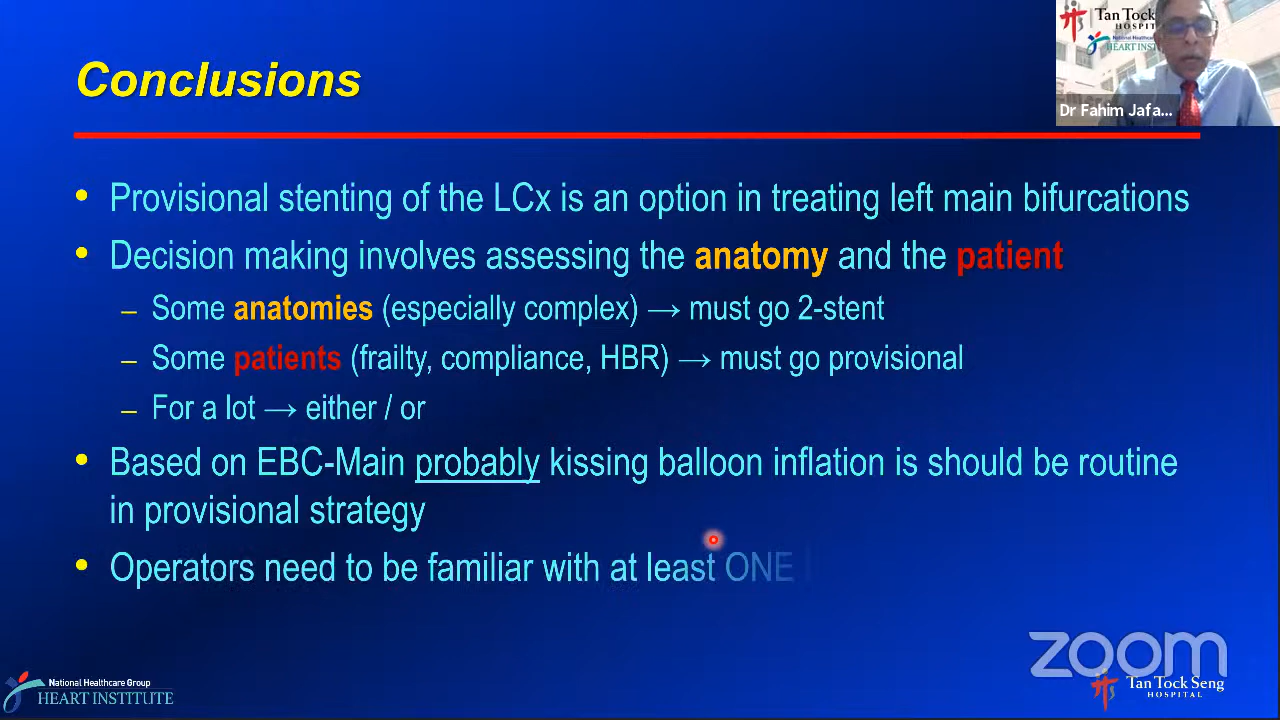 Conclusions
Tan Tock
HOSPIT
National Healthcare
HEART INST
Dr Fahim Jafa...
• Provisional stenting of the LCx is an option in treating left main bifurcations
• Decision making involves assessing the anatomy and the patient
– Some anatomies (especially complex) → must go 2-stent
– Some patients (frailty, compliance, HBR) → must go provisional
– For a lot → either / or
• Based on EBC-Main probably kissing balloon inflation is should be routine
in provisional strategy
• Operators need to be familiar with at least ONE
zoom
National Healthcare Group
HEART INSTITUTE
Tan Tock Seng
HOSPITAL